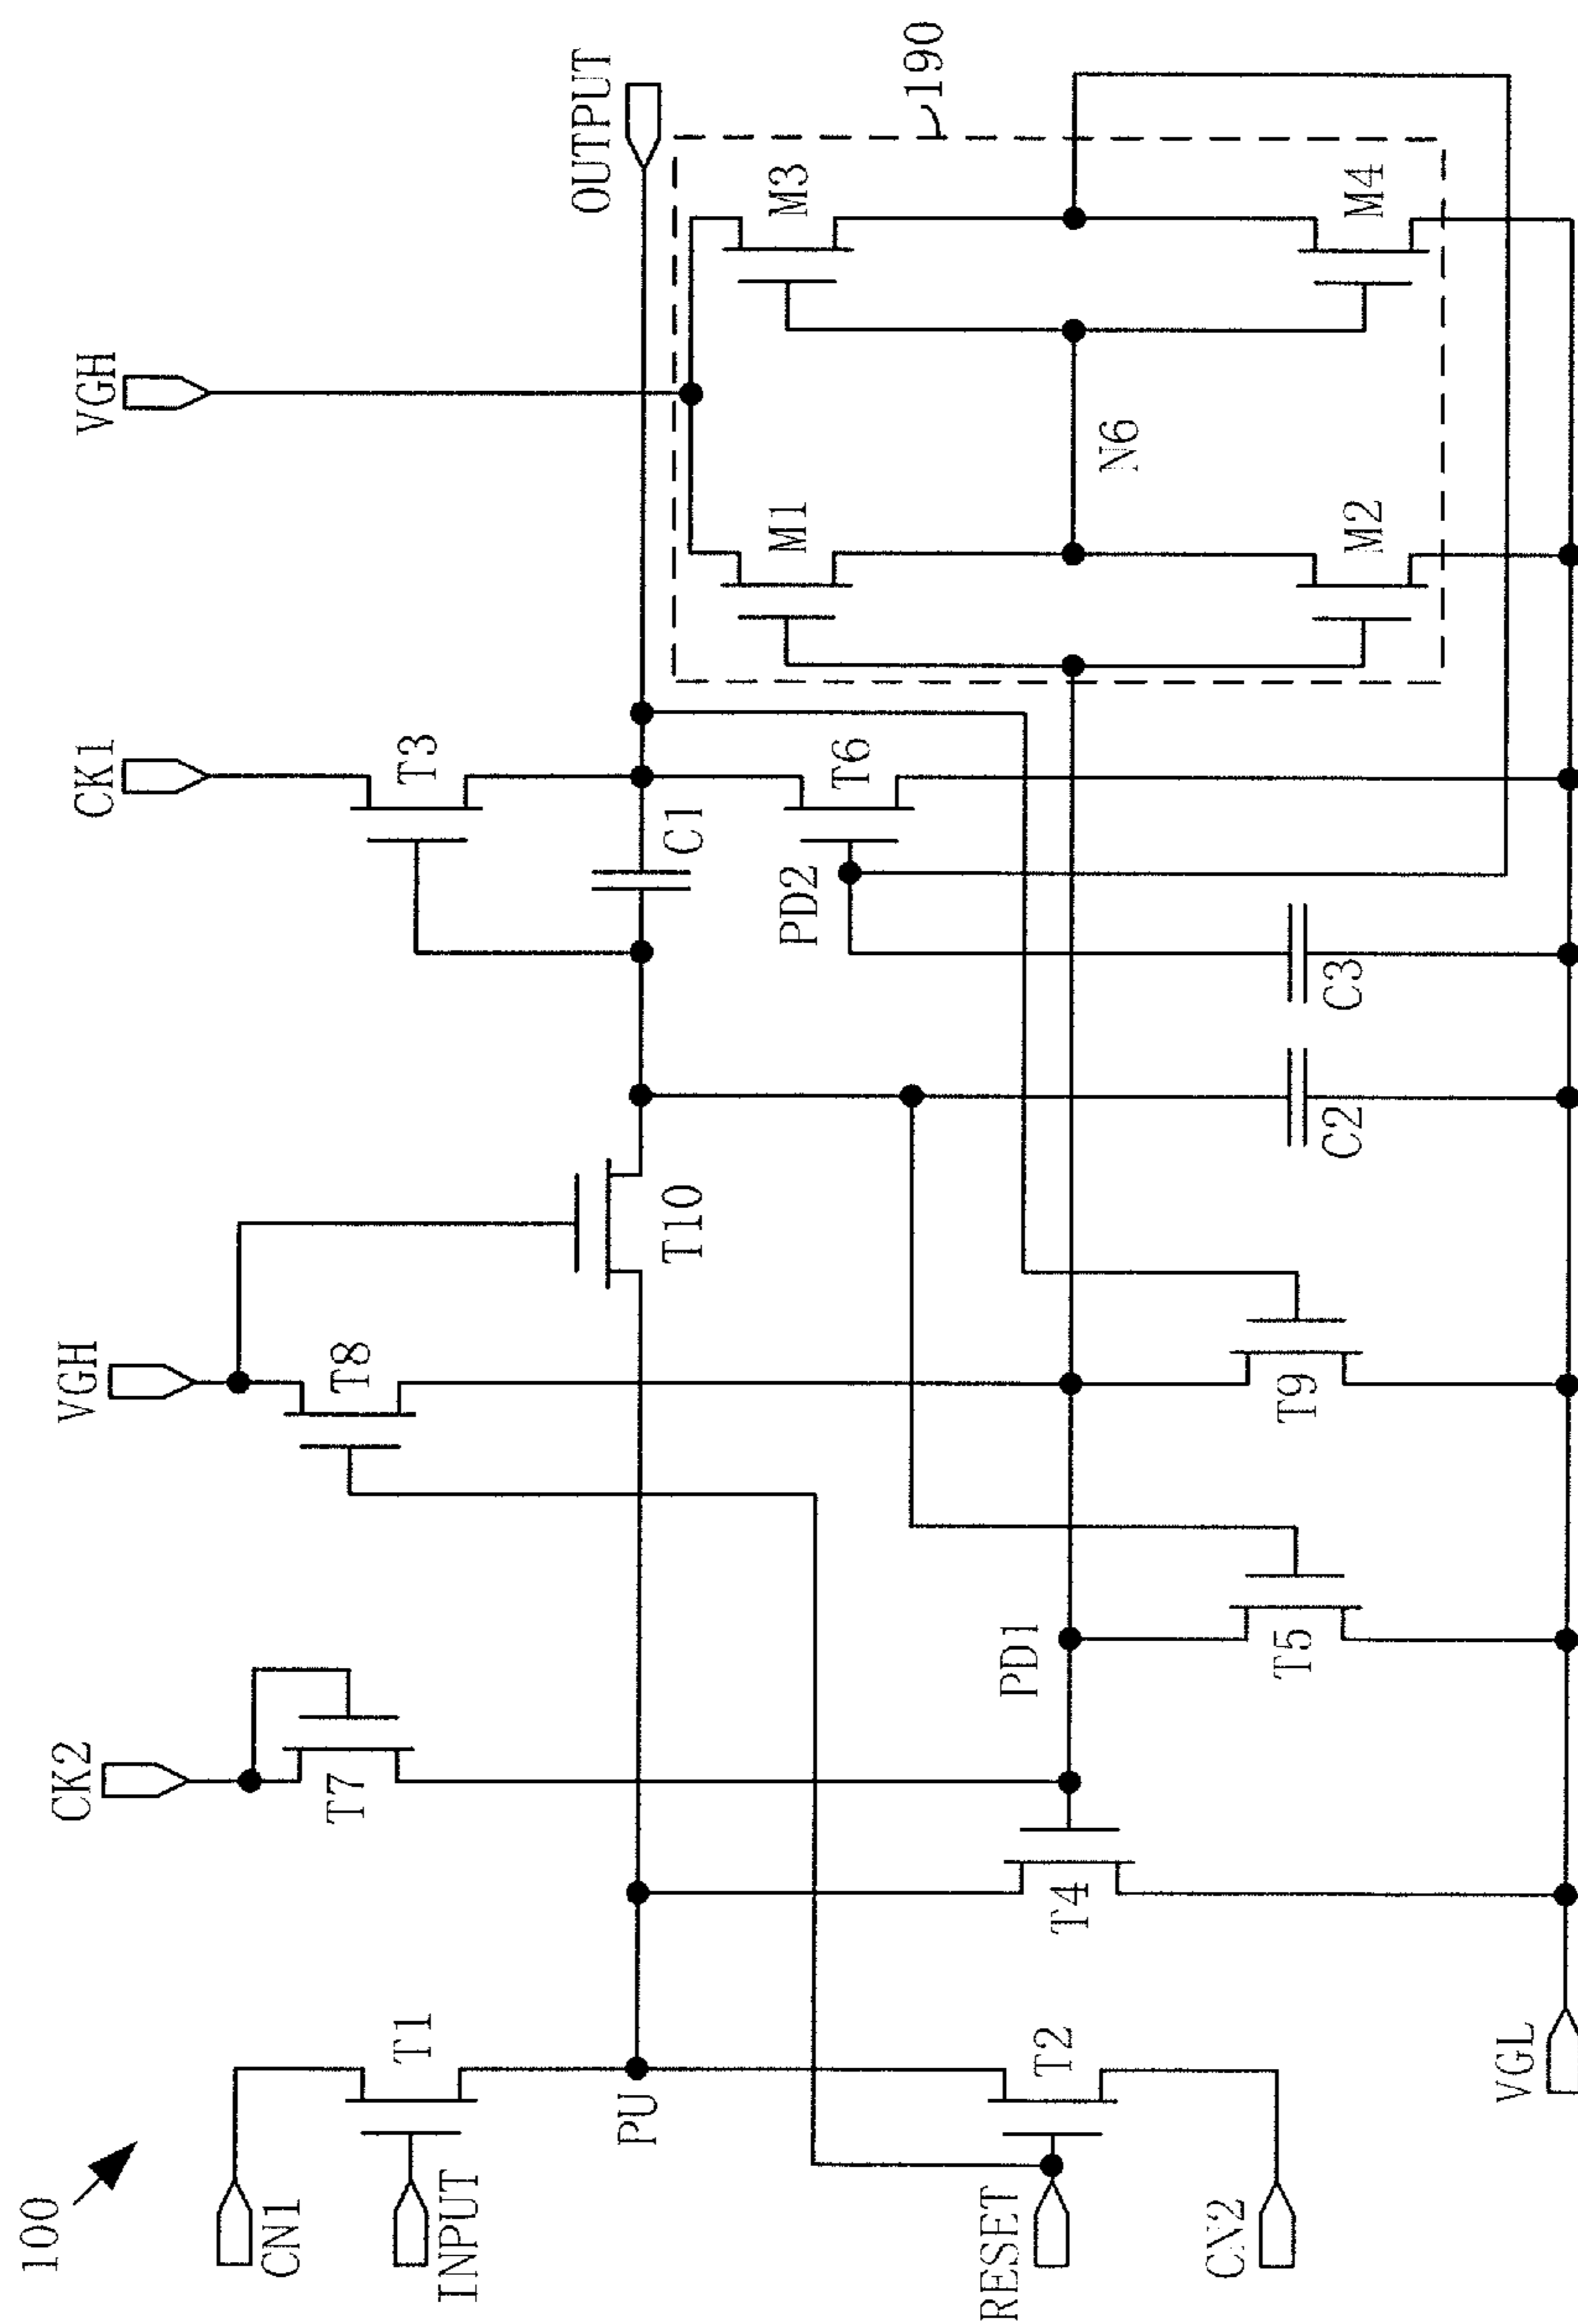 100
CN1
INPUT
RESET
CN2
VGL
T1
PU
T2
CK2
T7
T4
PD1
T5
VGH
T8
T9
T10
C2
C3
CK1
T3
C1
PD2
T6
VGH
M1
M2
N6
OUTPUT
M3
M4
190